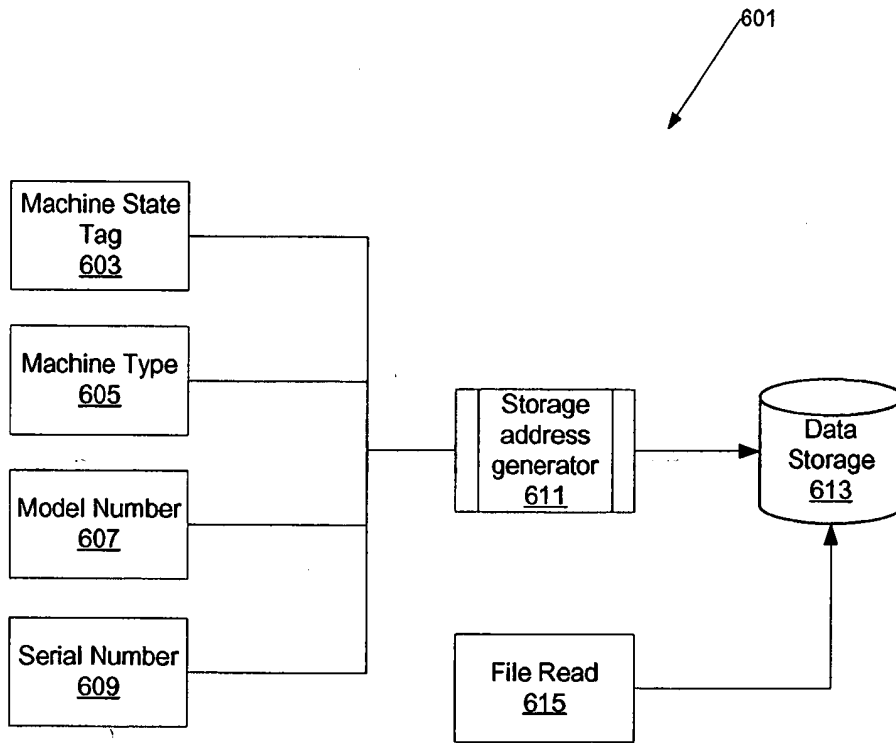 601
Machine State
Tag
603
Machine Type
605
Model Number
607
Serial Number
609
Storage
address
generator
611
Data
Storage
613
File Read
615